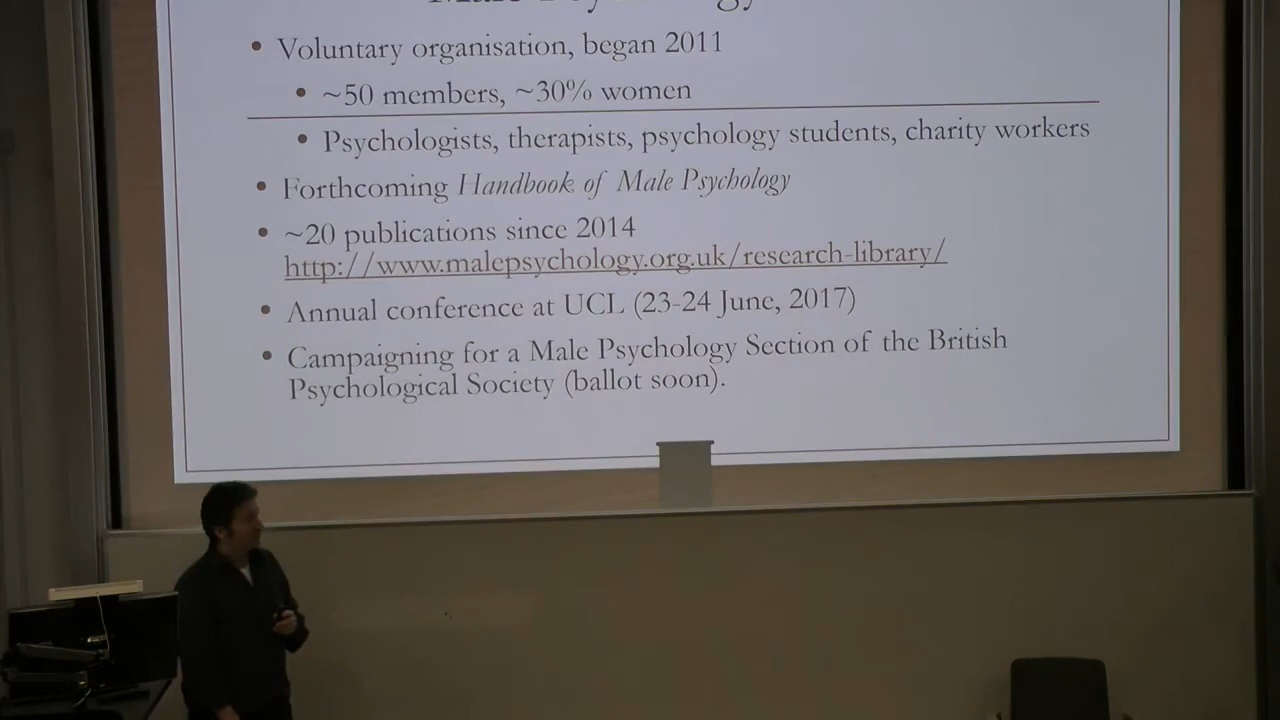 Male Psychology
• Voluntary organisation, began 2011
• ~50 members, ~30% women
• Psychologists, therapists, psychology students, charity workers
• Forthcoming Handbook of Male Psychology
• ~20 publications since 2014
http://www.malepsychology.org.uk/research-library/
• Annual conference at UCL (23-24 June, 2017)
• Campaigning for a Male Psychology Section of the British
Psychological Society (ballot soon).